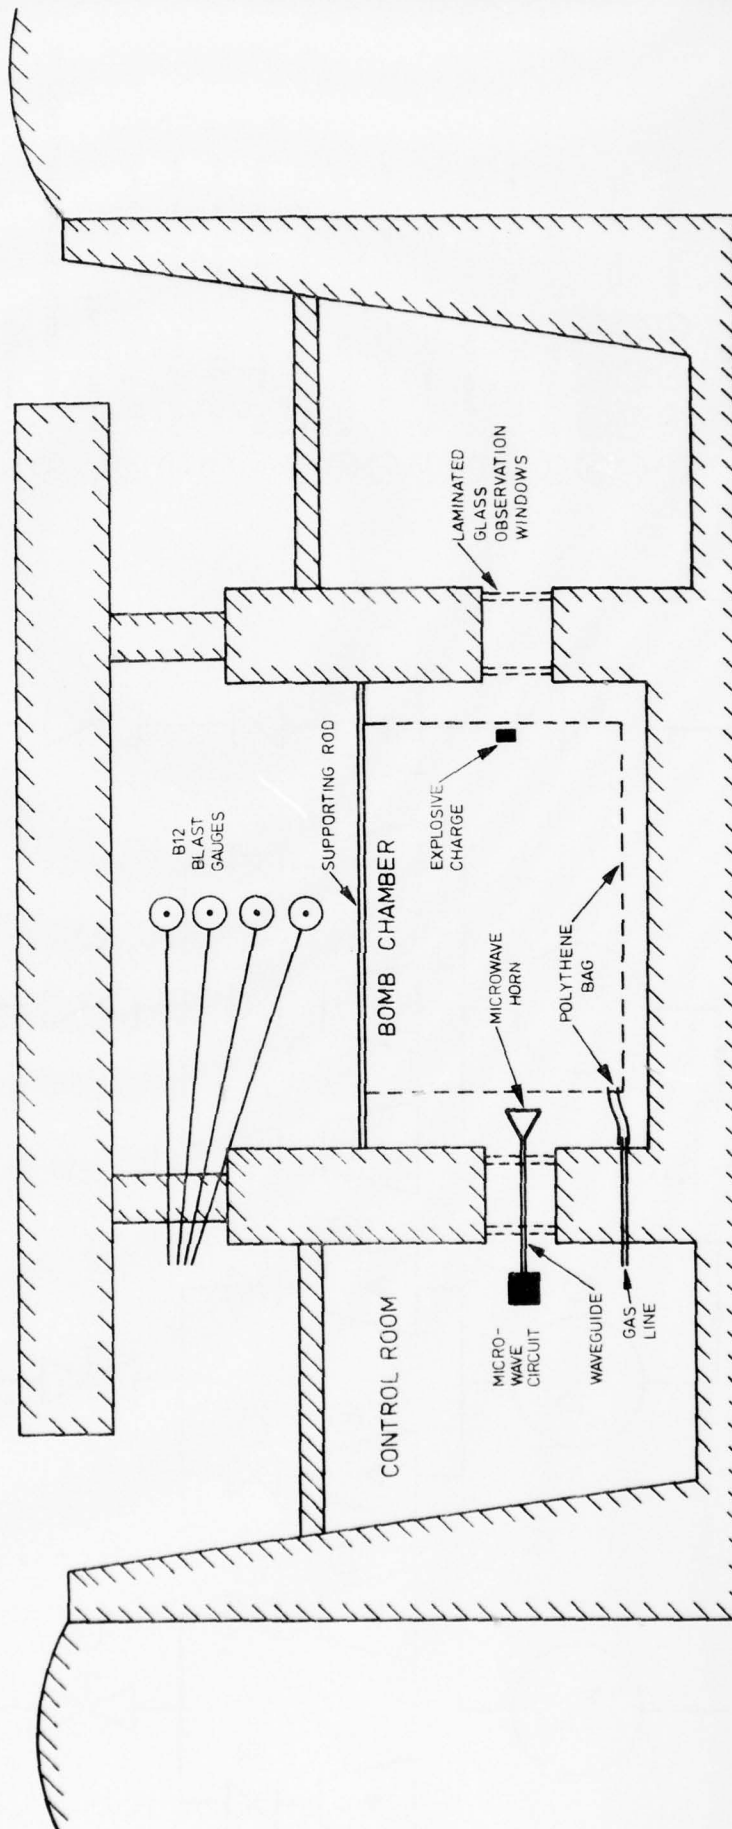 B12
BLAST
GAUGES
SUPPORTING ROD
LAMINATED
GLASS
OBSERVATION
WINDOWS
CONTROL ROOM
BOMB CHAMBER
EXPLOSIVE
CHARGE
MICROWAVE
HORN
MICRO-
WAVE
CIRCUIT
POLYTHENE
BAG
WAVEGUIDE
GAS
LINE